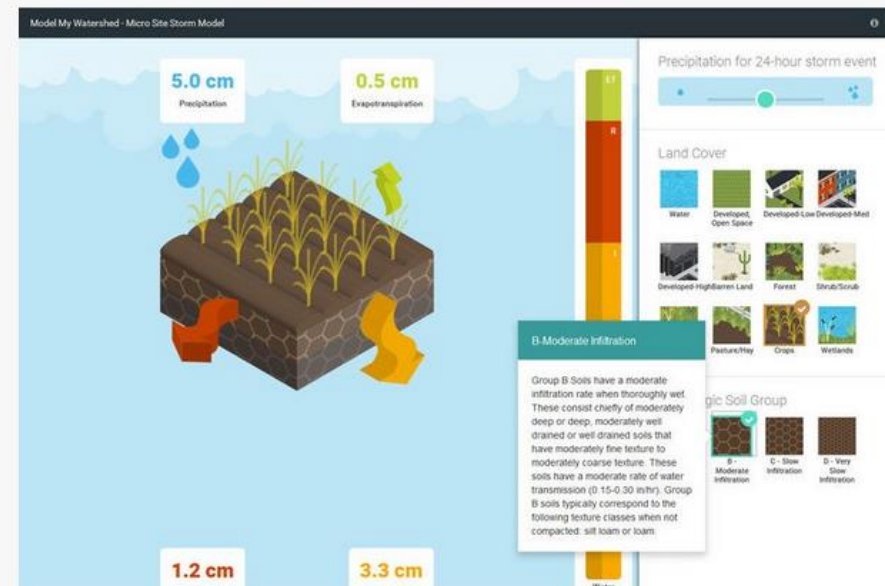 Model My Watershed - Micro Site Storm Model
5.0 cm
Precipitation
0.5 cm
Evapotranspiration
ET
R
I
Precipitation for 24-hour storm event
Land Cover
Water
Developed, Open Space
Developed-Low
Developed-Med
Developed-High
Barren Land
Forest
Shrub/Scrub
Pasture/Hay
Crops
Wetlands
gic Soil Group
B - Moderate Infiltration
C - Slow Infiltration
D - Very Slow Infiltration
B-Moderate Infiltration
Group B Soils have a moderate
infiltration rate when thoroughly wet.
These consist chiefly of moderately
deep or deep, moderately well
drained or well drained soils that
have moderately fine texture to
moderately coarse texture. These
soils have a moderate rate of water
transmission (0.15-0.30 in/hr). Group
B soils typically correspond to the
following texture classes when not
compacted: silt loam or loam.
1.2 cm
3.3 cm